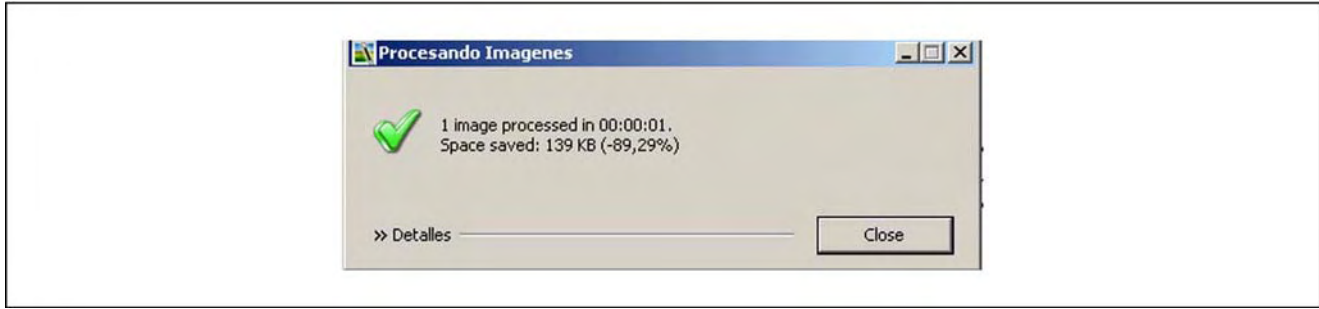 Procesando Imagenes
1 image processed in 00:00:01.
Space saved: 139 KB (-89,29%)
» Detalles
Close